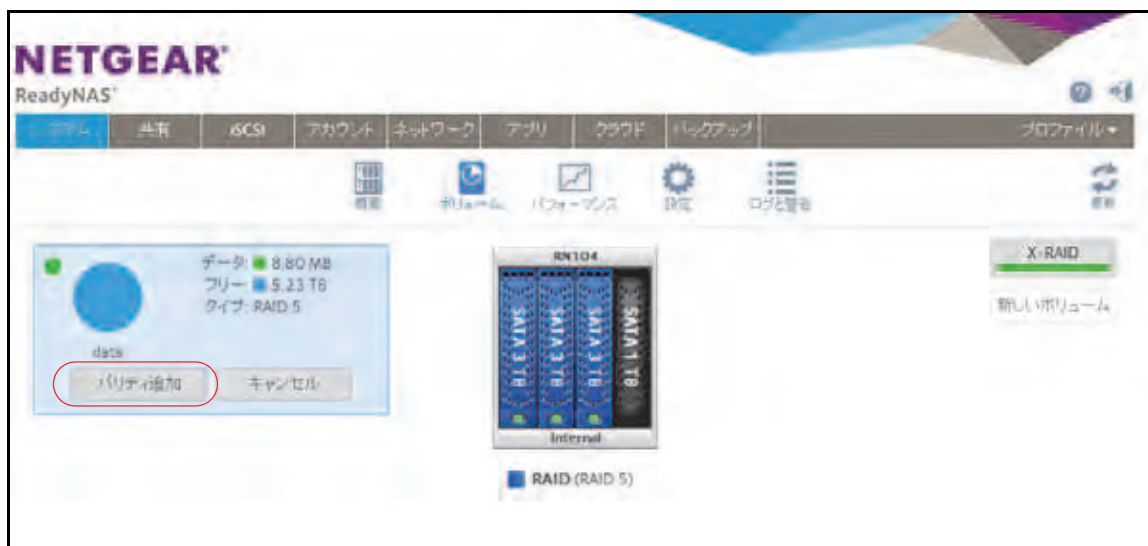 NETGEAR®
ReadyNAS®
システム 共有 iSCSI アカウント ネットワーク アプリ クラウド バックアップ プロファイル
概要 ボリューム パフォーマンス 設定 ログと警告 更新
データ: 8.80 MB
フリー: 5.23 TB
タイプ: RAID 5
data
パリティ追加 キャンセル
RN104
SATA 3 TB
SATA 3 TB
SATA 3 TB
SATA 1 TB
Internal
RAID (RAID 5)
X-RAID
新しいボリューム